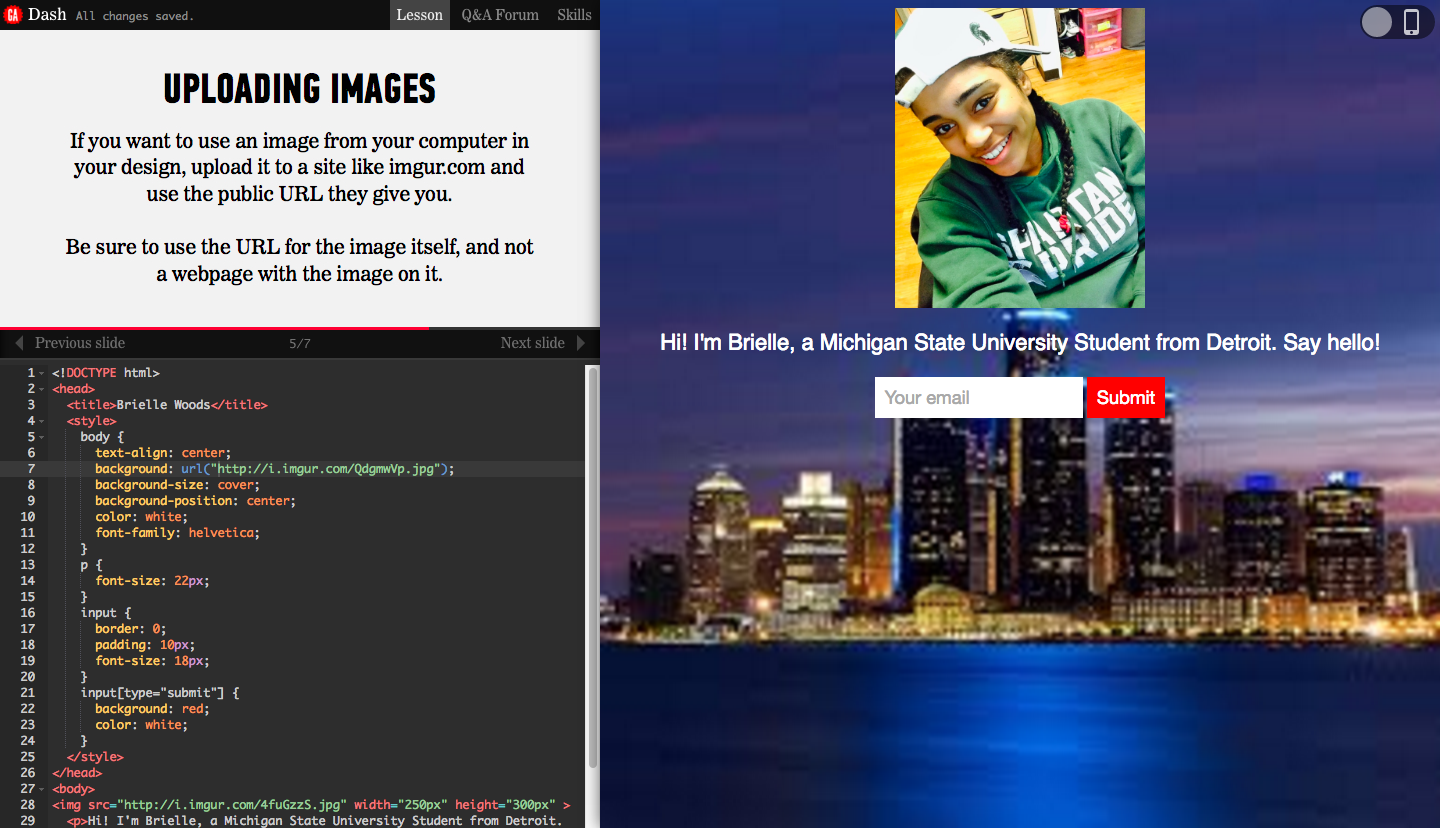 GA Dash All changes saved. Lesson Q&A Forum Skills
UPLOADING IMAGES
If you want to use an image from your computer in
your design, upload it to a site like imgur.com and
use the public URL they give you.
Be sure to use the URL for the image itself, and not
a webpage with the image on it.
Previous slide 5/7 Next slide
1 <!DOCTYPE html>
2 <head>
3 <title>Brielle Woods</title>
4 <style>
5 body {
6 text-align: center;
7 background: url("http://i.imgur.com/QdgmwVp.jpg");
8 background-size: cover;
9 background-position: center;
10 color: white;
11 font-family: helvetica;
12 }
13 p {
14 font-size: 22px;
15 }
16 input {
17 border: 0;
18 padding: 10px;
19 font-size: 18px;
20 }
21 input[type="submit"] {
22 background: red;
23 color: white;
24 }
25 </style>
26 </head>
27 <body>
28 <img src="http://i.imgur.com/4fuGzzS.jpg" width="250px" height="300px" >
29 <p>Hi! I'm Brielle, a Michigan State University Student from Detroit.
SPARTAN
PRIDE
Hi! I'm Brielle, a Michigan State University Student from Detroit. Say hello!
Your email Submit